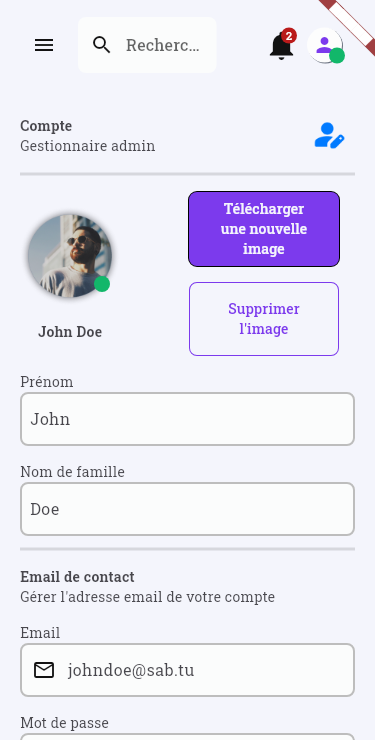 Recherc...
2
Compte
Gestionnaire admin
Télécharger
une nouvelle
image
Supprimer
l'image
John Doe
Prénom
John
Nom de famille
Doe
Email de contact
Gérer l'adresse email de votre compte
Email
johndoe@sab.tu
Mot de passe